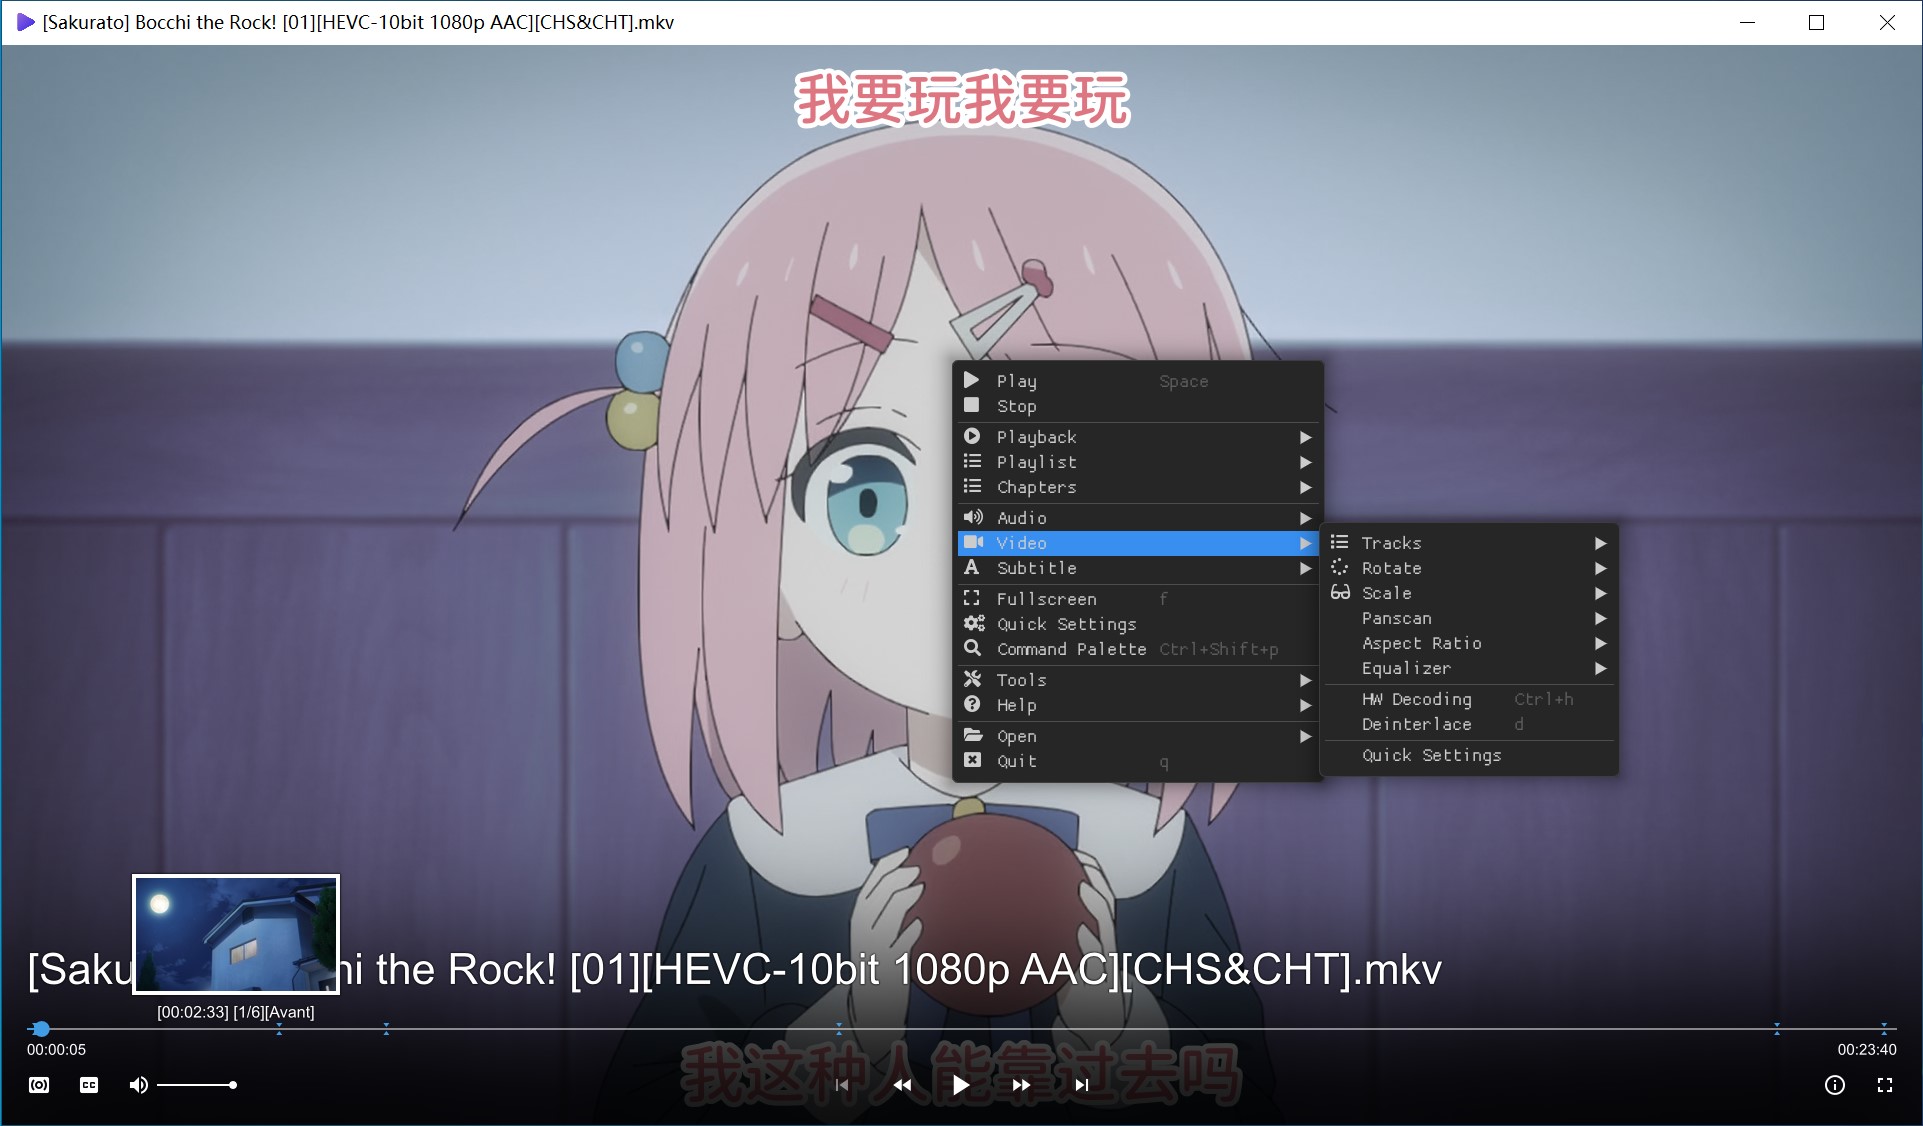 [Sakurato] Bocchi the Rock! [01][HEVC-10bit 1080p AAC][CHS&CHT].mkv
我要玩我要玩
Play Space
Stop
Playback
Playlist
Chapters
Audio
Video
Subtitle
Fullscreen f
Quick Settings
Command Palette Ctrl+Shift+p
Tools
Help
Open
Quit q
Tracks
Rotate
Scale
Panscan
Aspect Ratio
Equalizer
HW Decoding Ctrl+h
Deinterlace d
Quick Settings
[Saku hi the Rock! [01][HEVC-10bit 1080p AAC][CHS&CHT].mkv
[00:02:33] [1/6][Avant]
00:00:05 00:23:40
我这种人能靠过去吗
CC